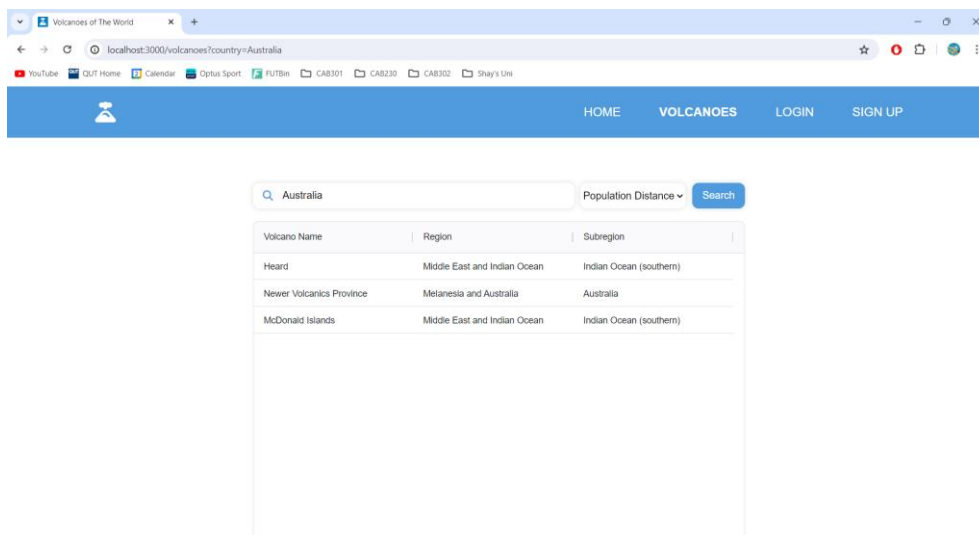 Volcanoes of The World
localhost:3000/volcanoes?country=Australia
YouTube QUT Home Calendar Optus Sport FUTBin CAB301 CAB230 CAB302 Shay's Uni
HOME VOLCANOES LOGIN SIGN UP
Australia Population Distance Search
Volcano Name Region Subregion
Heard Middle East and Indian Ocean Indian Ocean (southern)
Newer Volcanics Province Melanesia and Australia Australia
McDonald Islands Middle East and Indian Ocean Indian Ocean (southern)